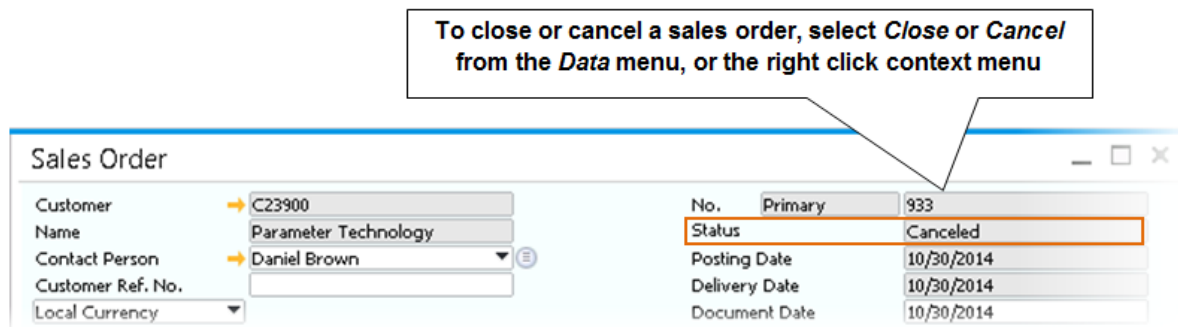 To close or cancel a sales order, select Close or Cancel
from the Data menu, or the right click context menu
Sales Order
Customer C23900 No. Primary 933
Name Parameter Technology Status Canceled
Contact Person Daniel Brown Posting Date 10/30/2014
Customer Ref. No. Delivery Date 10/30/2014
Local Currency Document Date 10/30/2014